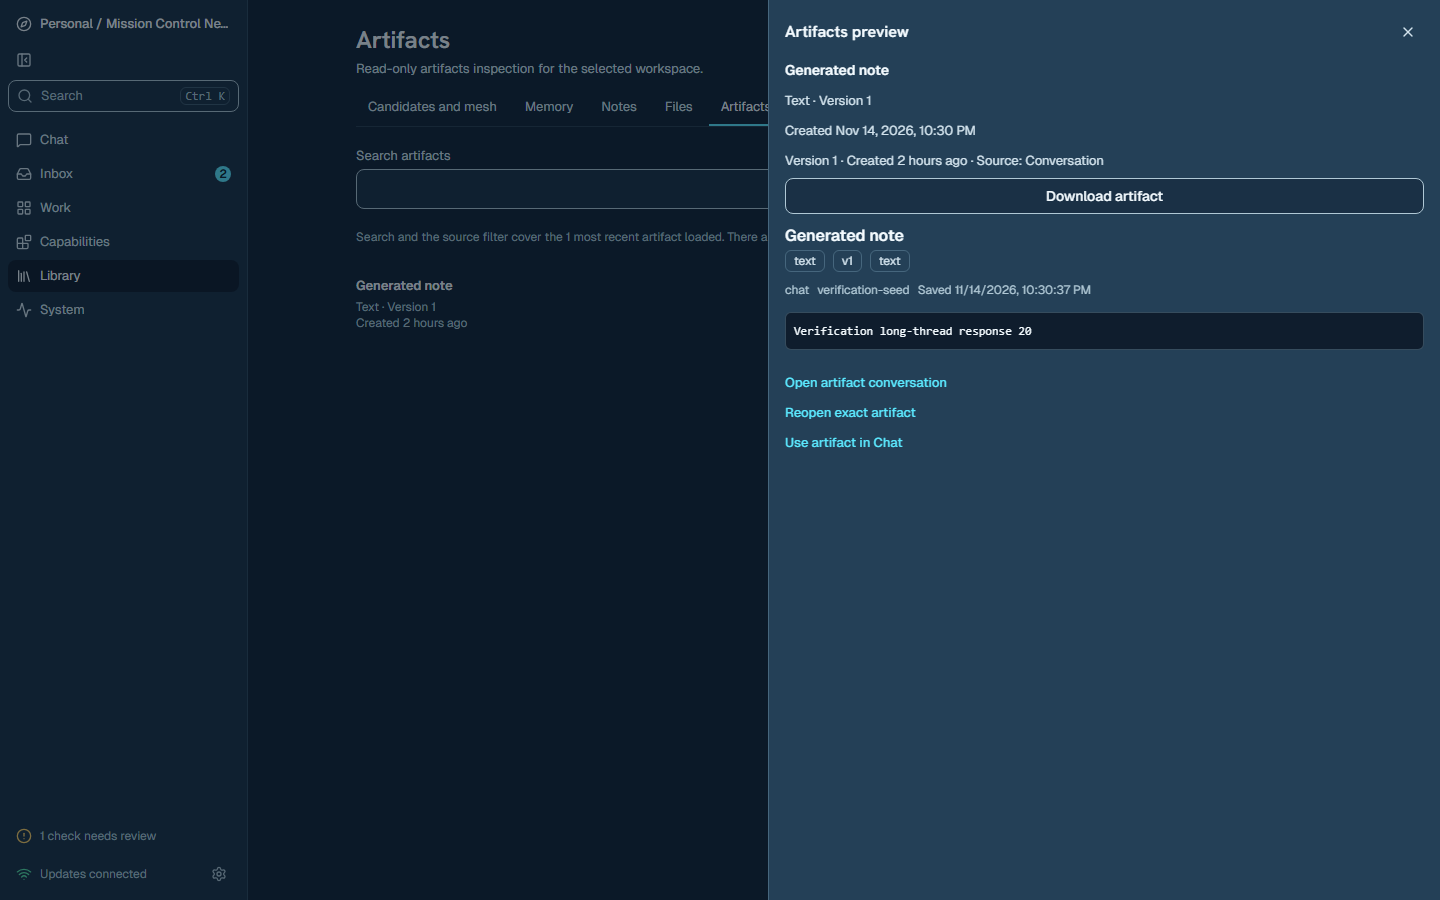 Personal / Mission Control Ne...
Search Ctrl K
Chat
Inbox 2
Work
Capabilities
Library
System
1 check needs review
Updates connected
Artifacts
Read-only artifacts inspection for the selected workspace.
Candidates and mesh Memory Notes Files Artifacts
Search artifacts
Search and the source filter cover the 1 most recent artifact loaded. There a
Generated note
Text · Version 1
Created 2 hours ago
Artifacts preview
Generated note
Text · Version 1
Created Nov 14, 2026, 10:30 PM
Version 1 · Created 2 hours ago · Source: Conversation
Download artifact
Generated note
text v1 text
chat verification-seed Saved 11/14/2026, 10:30:37 PM
Verification long-thread response 20
Open artifact conversation
Reopen exact artifact
Use artifact in Chat